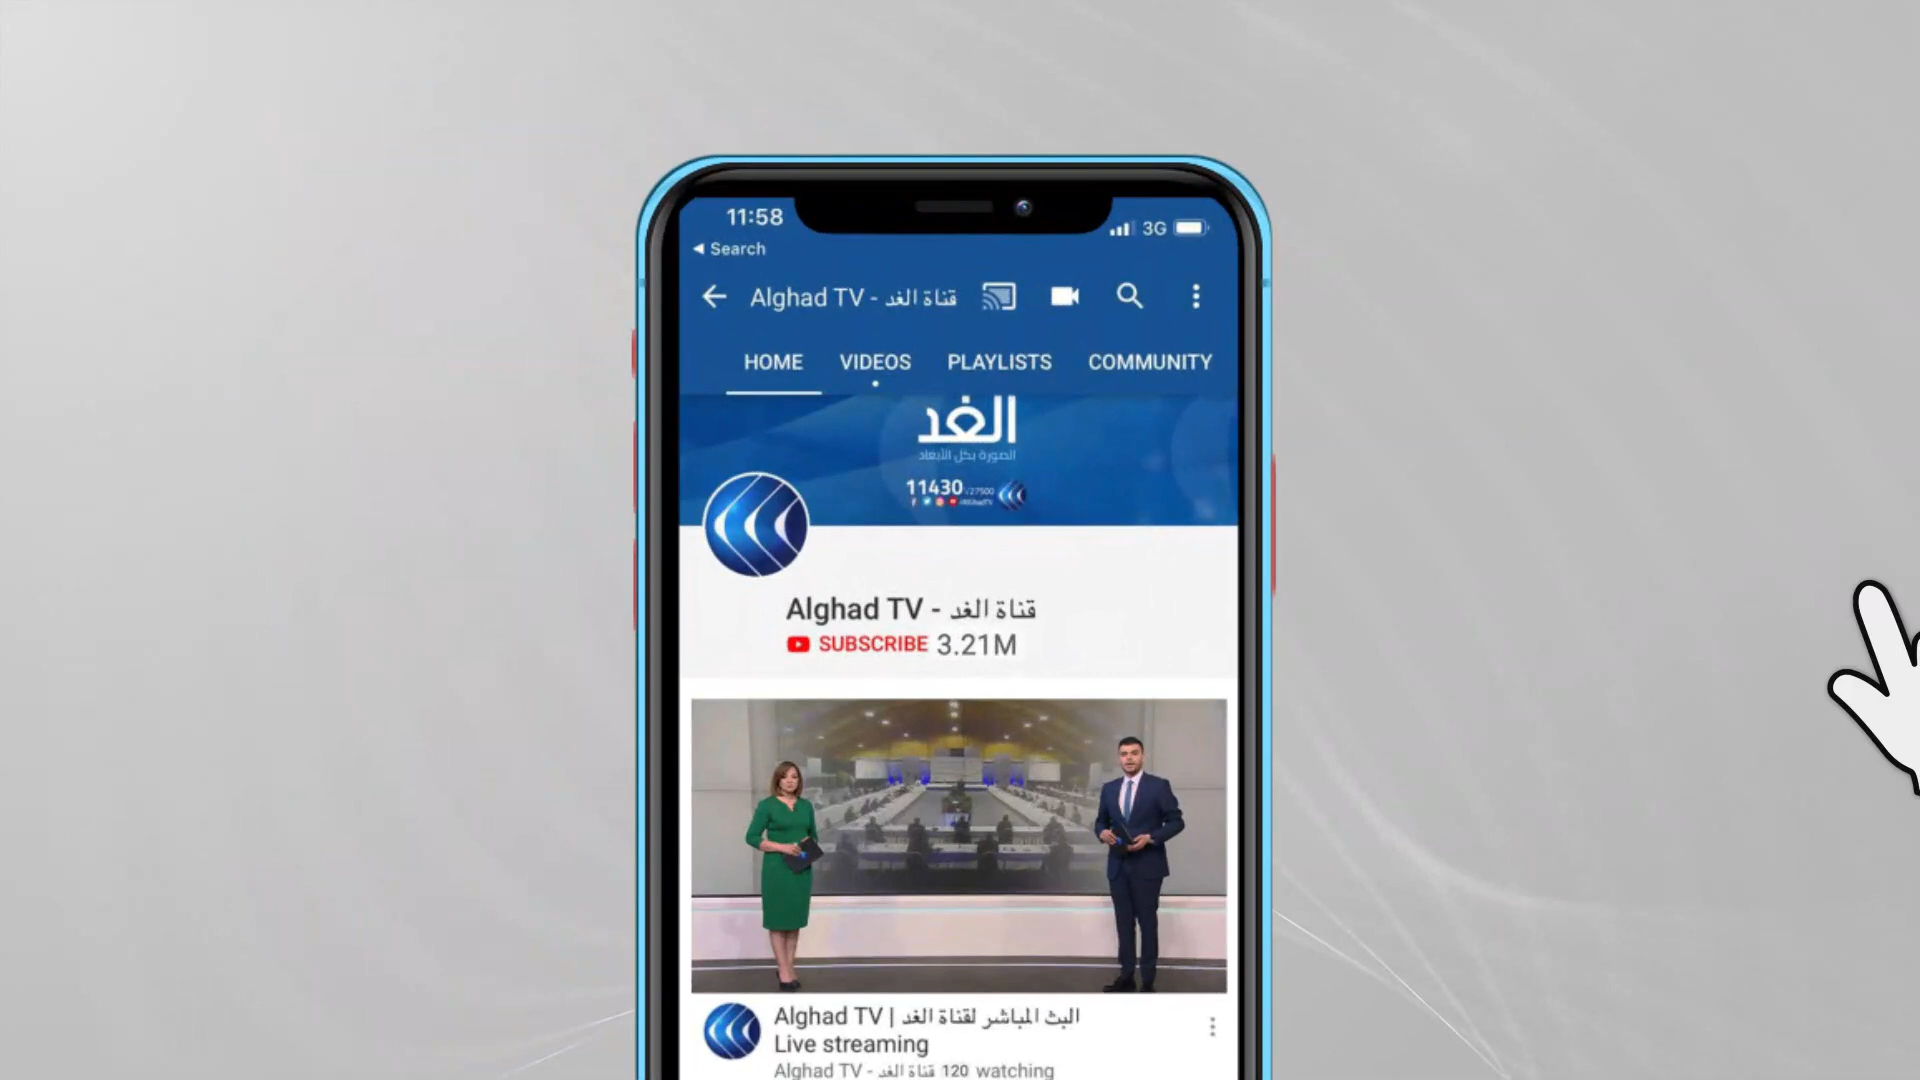 11:58
3G
Search
Alghad TV - قناة الغد
HOME VIDEOS PLAYLISTS COMMUNITY
الغد
الصورة بكل الأبعاد
11430
27500
Alghad TV - قناة الغد
SUBSCRIBE 3.21M
Alghad TV | البث المباشر لقناة الغد
Live streaming
Alghad TV - قناة الغد 120 watching